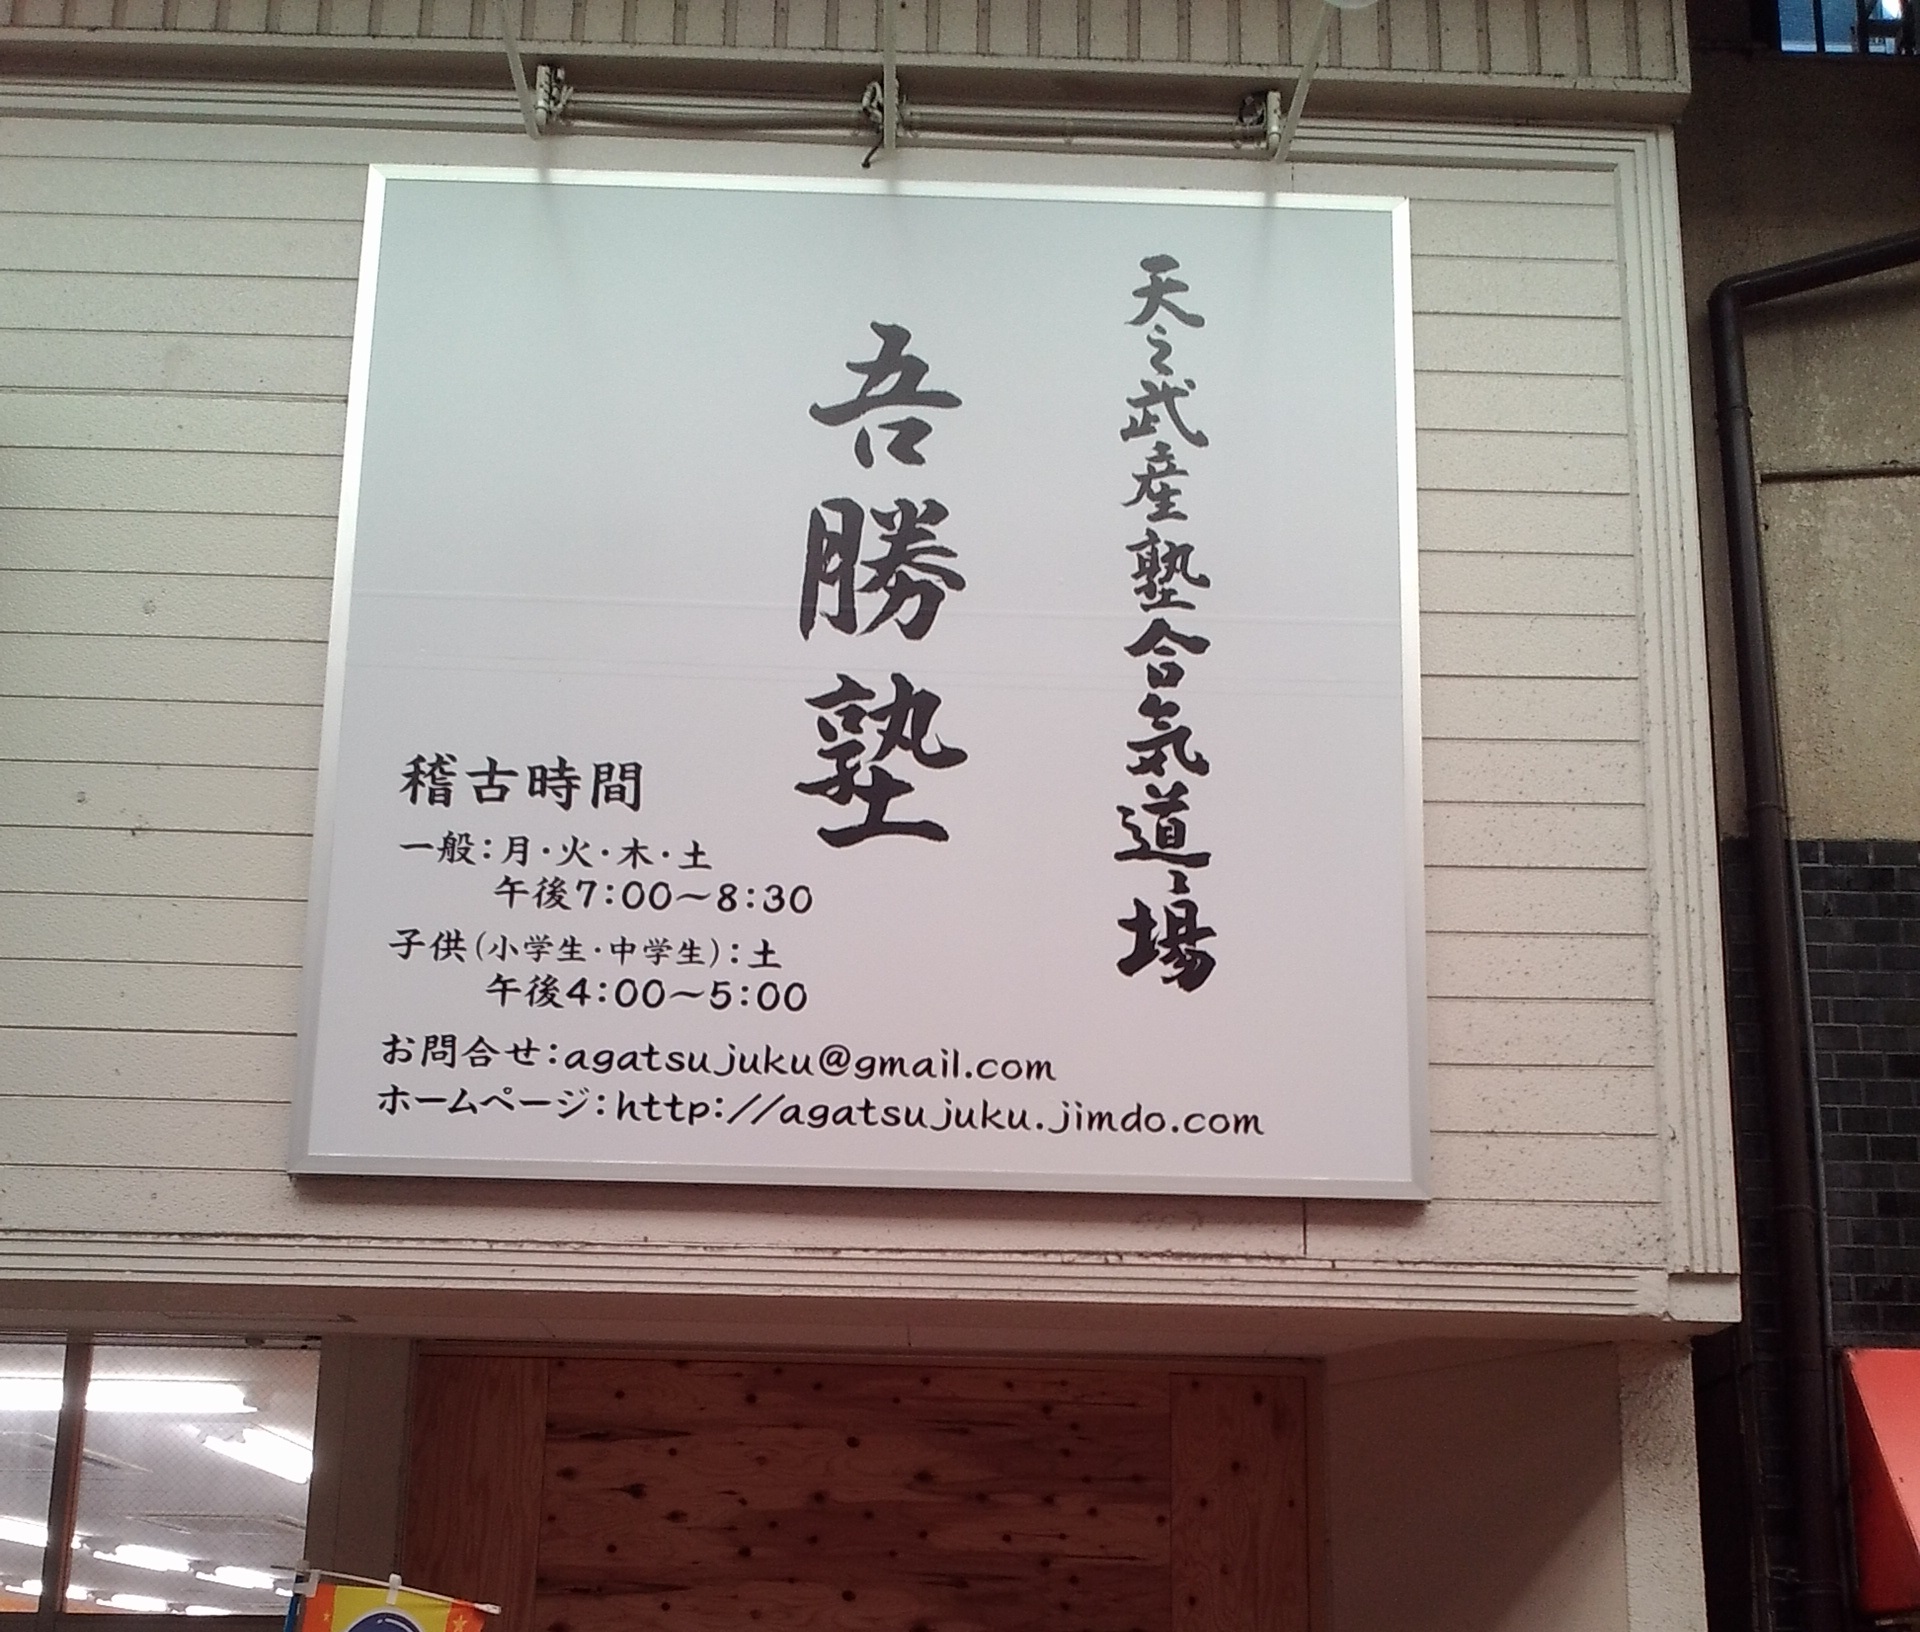 天之武産塾合気道々場
吾勝塾
稽古時間
一般：月・火・木・土
午後7：00〜8：30
子供（小学生・中学生）：土
午後4：00〜5：00
お問合せ：agatsujuku@gmail.com
ホームページ：http://agatsujuku.jimdo.com